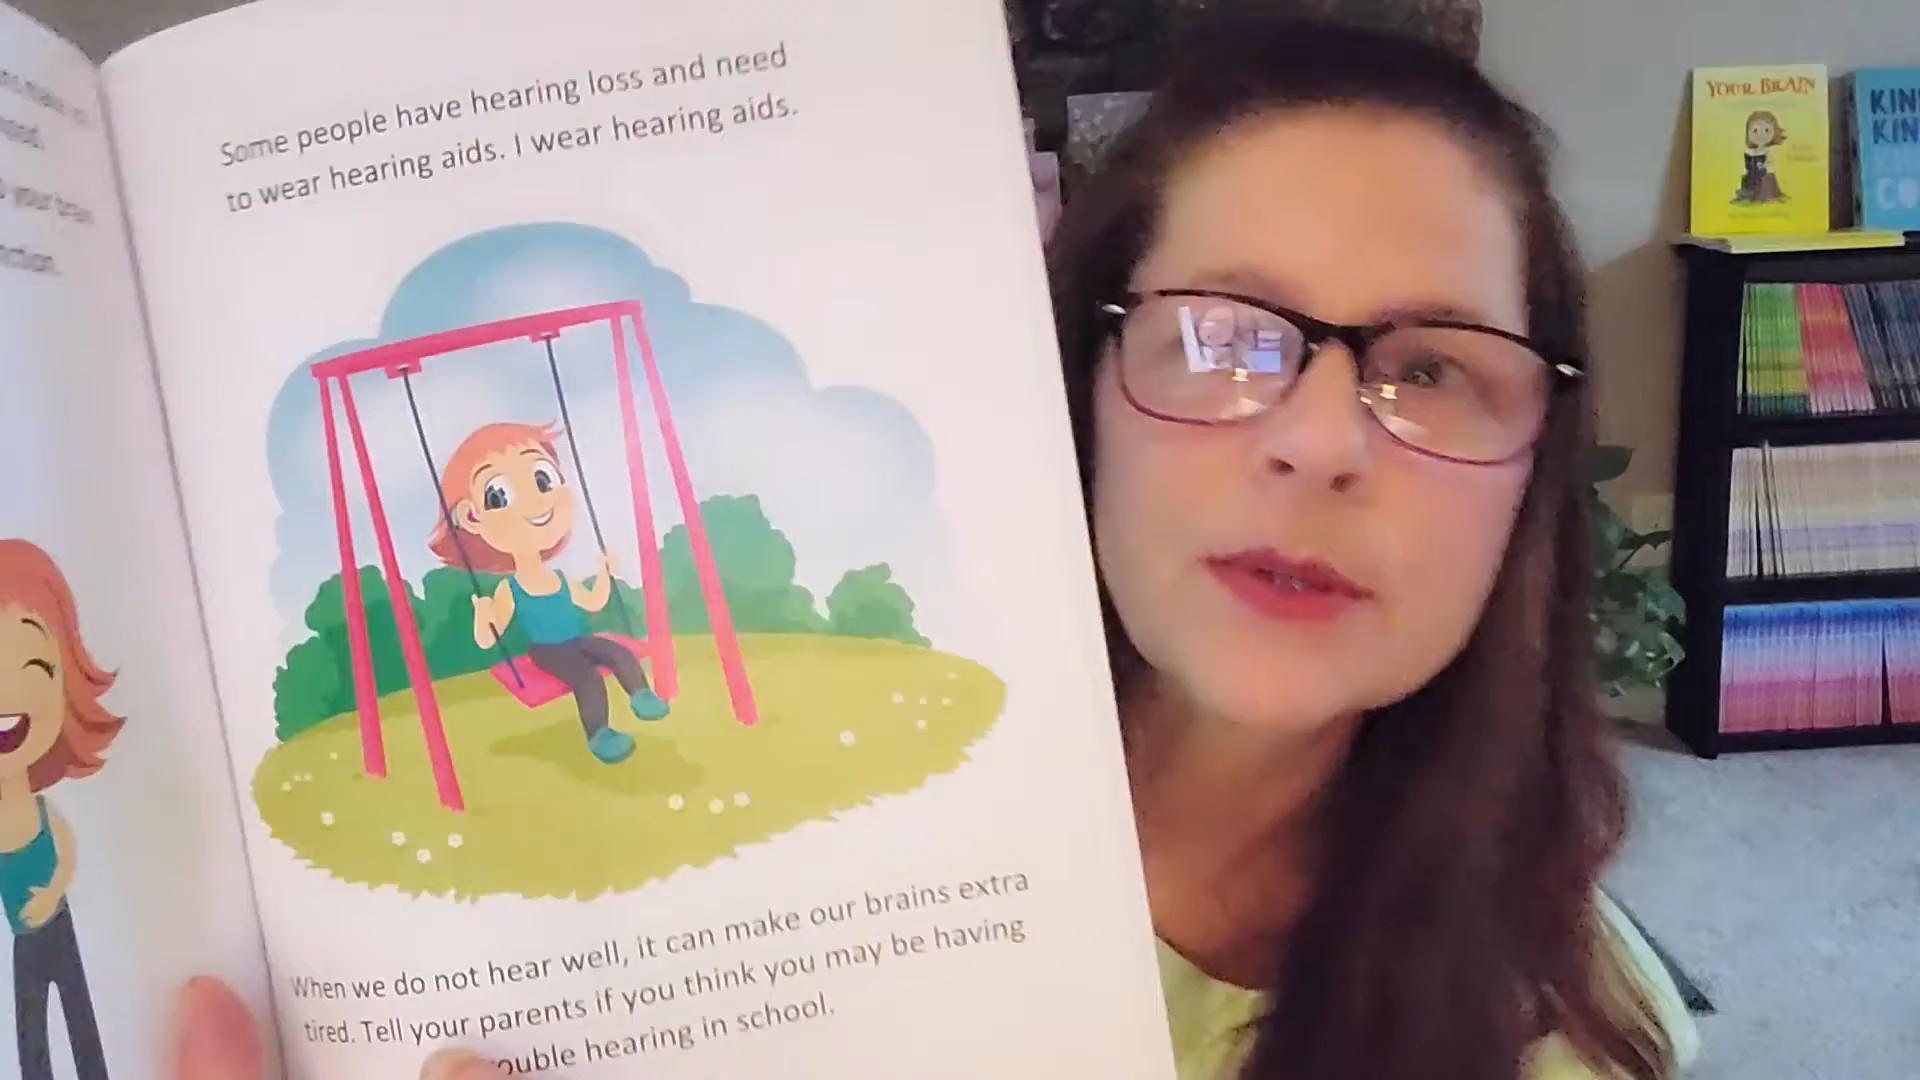 your brain
Some people have hearing loss and need
to wear hearing aids. I wear hearing aids.
When we do not hear well, it can make our brains extra
tired. Tell your parents if you think you may be having
hearing in school.
YOUR BRAIN